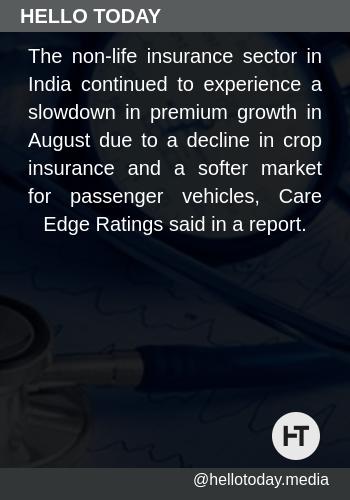 HELLO TODAY
The non-life insurance sector in
India continued to experience a
slowdown in premium growth in
August due to a decline in crop
insurance and a softer market
for passenger vehicles, Care
Edge Ratings said in a report.
HT
@hellotoday.media